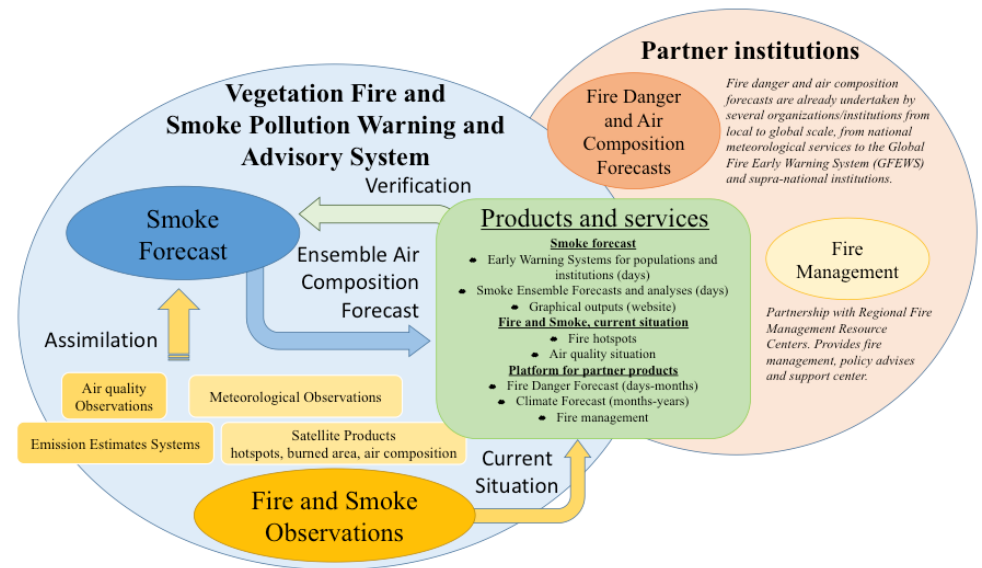 Partner institutions
Vegetation Fire and
Smoke Pollution Warning and
Advisory System
Fire Danger
and Air
Composition
Forecasts
Fire danger and air composition
forecasts are already undertaken by
several organizations/institutions from
local to global scale, from national
meteorological services to the Global
Fire Early Warning System (GFEWS)
and supra-national institutions.
Verification
Smoke
Forecast
Ensemble Air
Composition
Forecast
Products and services
Smoke forecast
Early Warning Systems for populations and
institutions (days)
Smoke Ensemble Forecasts and analyses (days)
Graphical outputs (website)
Fire and Smoke, current situation
Fire hotspots
Air quality situation
Platform for partner products
Fire Danger Forecast (days-months)
Climate Forecast (months-years)
Fire management
Fire
Management
Partnership with Regional Fire
Management Resource
Centers. Provides fire
management, policy advises
and support center.
Assimilation
Air quality
Observations
Meteorological Observations
Emission Estimates Systems
Satellite Products
hotspots, burned area, air composition
Current
Situation
Fire and Smoke
Observations